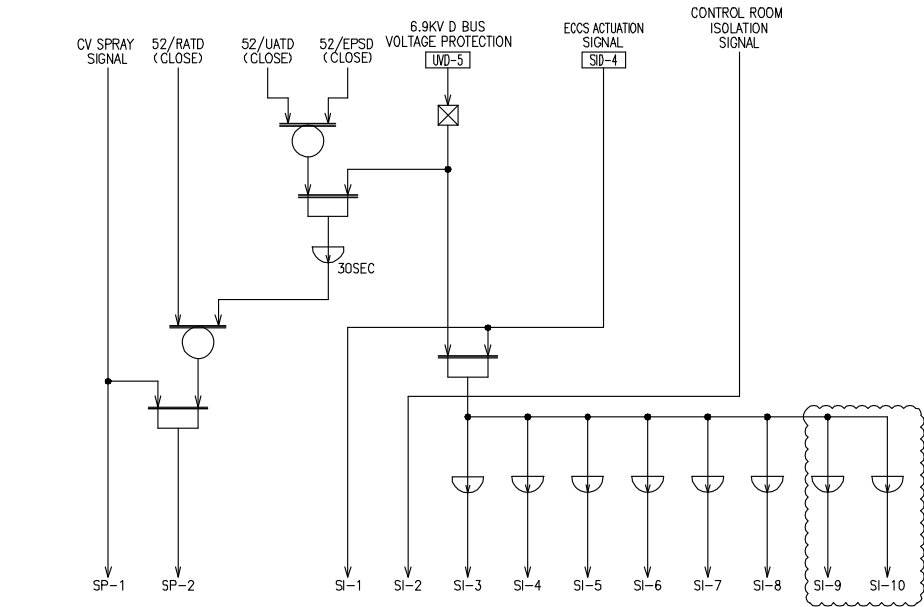 CV SPRAY
SIGNAL
52/RATD
(CLOSE)
52/UATD
(CLOSE)
52/EPSD
(CLOSE)
6.9KV D BUS
VOLTAGE PROTECTION
UVD-5
ECCS ACTUATION
SIGNAL
SID-4
CONTROL ROOM
ISOLATION
SIGNAL
30SEC
SP-1
SP-2
SI-1
SI-2
SI-3
SI-4
SI-5
SI-6
SI-7
SI-8
SI-9
SI-10